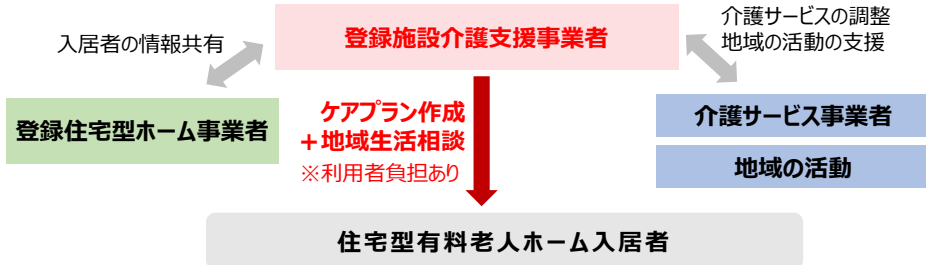 入居者の情報共有
登録施設介護支援事業者
介護サービスの調整
地域の活動の支援
登録住宅型ホーム事業者
ケアプラン作成
＋地域生活相談
※利用者負担あり
介護サービス事業者
地域の活動
住宅型有料老人ホーム入居者